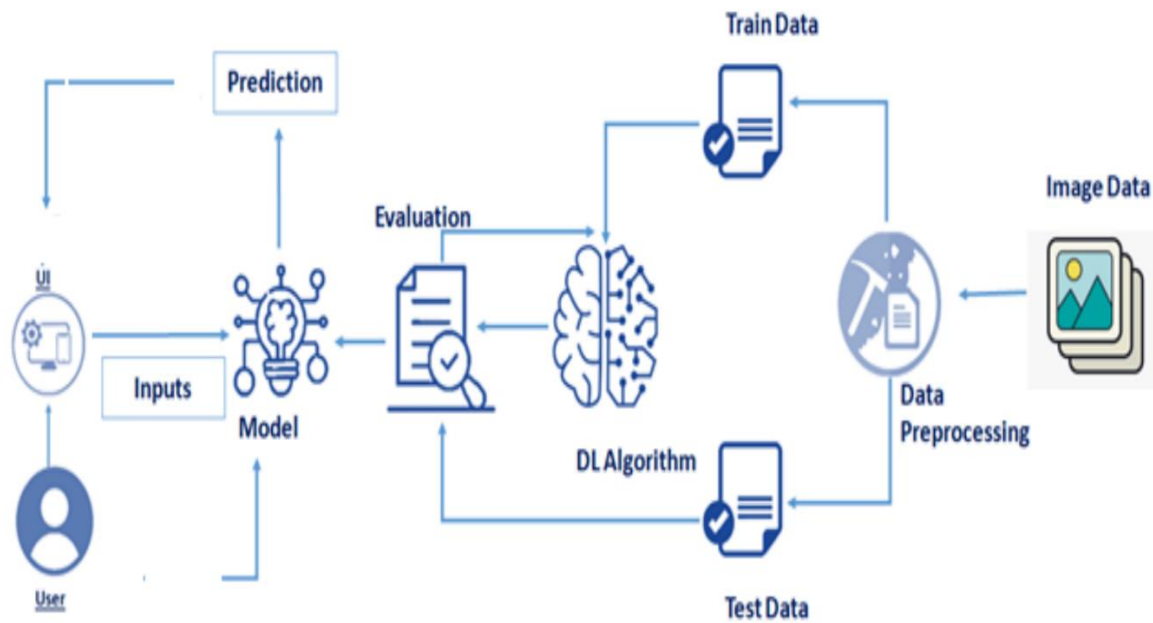 Train Data
Prediction
Image Data
Evaluation
UI
Inputs
Model
Data
Preprocessing
DL Algorithm
User
Test Data